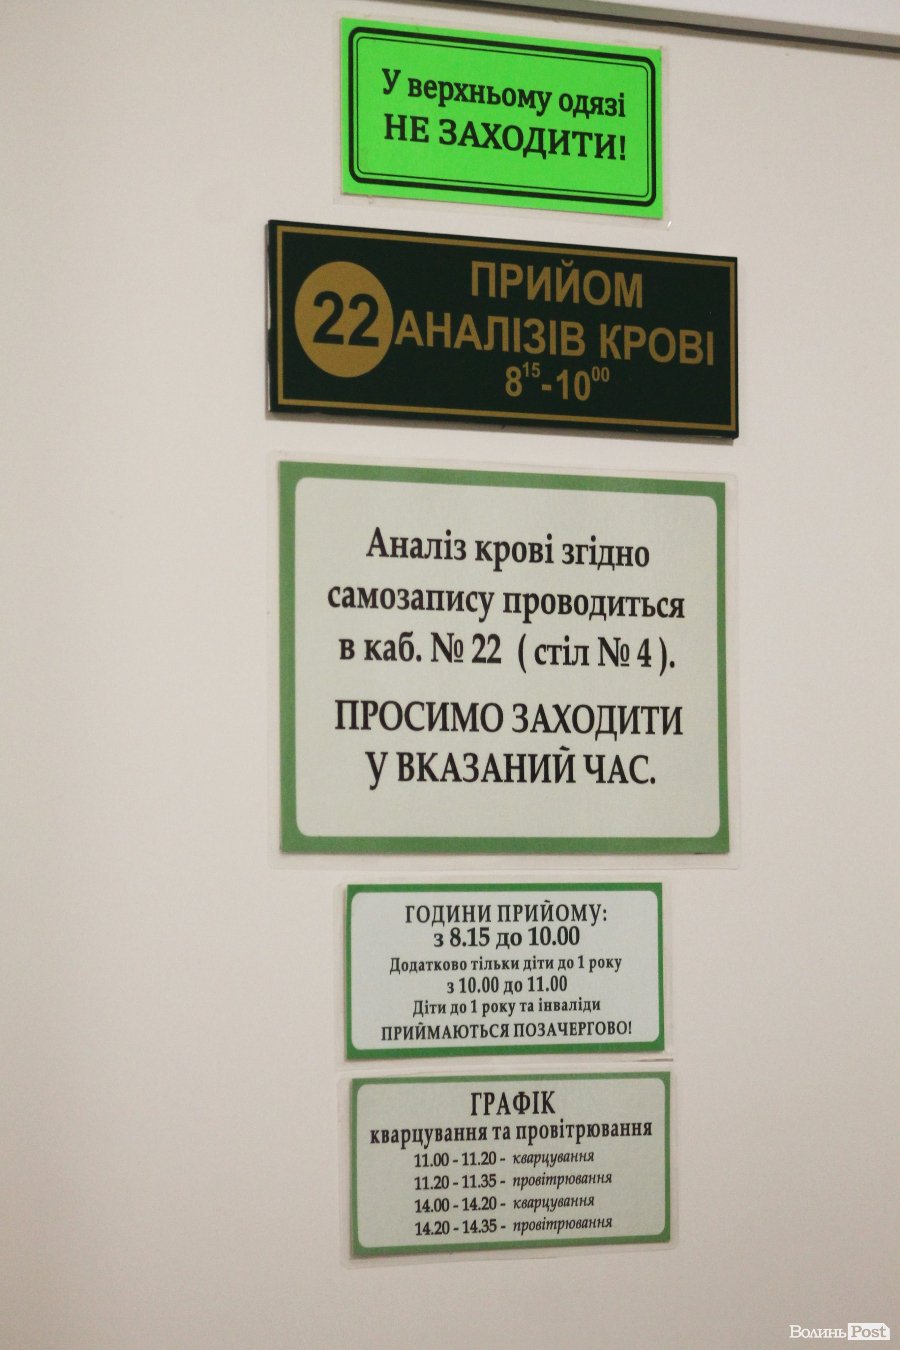 У верхньому одязі
НЕ ЗАХОДИТИ!
22
ПРИЙОМ
АНАЛІЗІВ КРОВІ
8¹⁵-10⁰⁰
Аналіз крові згідно
самозапису проводиться
в каб. № 22 ( стіл № 4 ).
ПРОСИМО ЗАХОДИТИ
У ВКАЗАНИЙ ЧАС.
ГОДИНИ ПРИЙОМУ:
з 8.15 до 10.00
Додатково тільки діти до 1 року
з 10.00 до 11.00
Діти до 1 року та інваліди
ПРИЙМАЮТЬСЯ ПОЗАЧЕРГОВО!
ГРАФІК
кварцування та провітрювання
11.00 - 11.20 - кварцування
11.20 - 11.35 - провітрювання
14.00 - 14.20 - кварцування
14.20 - 14.35 - провітрювання
ВолиньPost